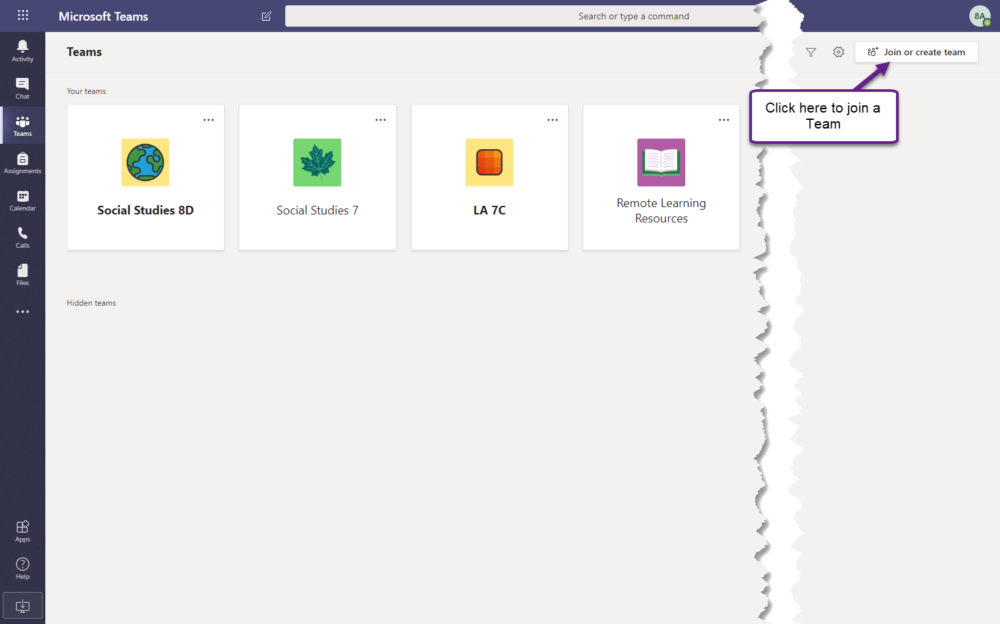 Microsoft Teams
Search or type a command
8A
Activity
Chat
Teams
Assignments
Calendar
Calls
Files
Apps
Help
Teams
Join or create team
Click here to join a
Team
Your teams
Social Studies 8D
Social Studies 7
LA 7C
Remote Learning
Resources
Hidden teams